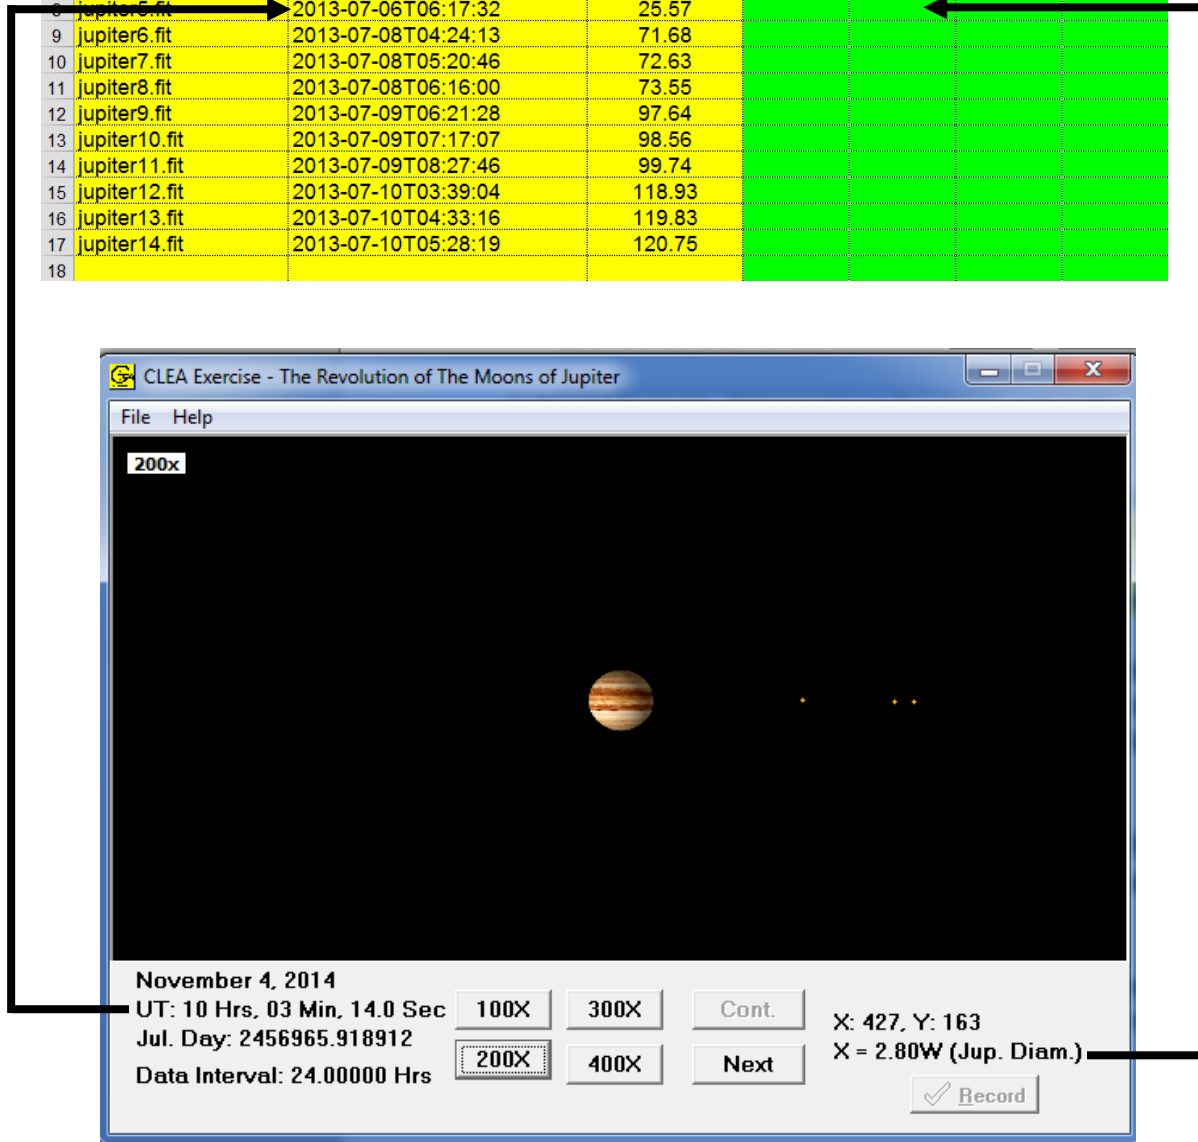 8 jupiter5.fit 2013-07-06T06:17:32 25.57
9 jupiter6.fit 2013-07-08T04:24:13 71.68
10 jupiter7.fit 2013-07-08T05:20:46 72.63
11 jupiter8.fit 2013-07-08T06:16:00 73.55
12 jupiter9.fit 2013-07-09T06:21:28 97.64
13 jupiter10.fit 2013-07-09T07:17:07 98.56
14 jupiter11.fit 2013-07-09T08:27:46 99.74
15 jupiter12.fit 2013-07-10T03:39:04 118.93
16 jupiter13.fit 2013-07-10T04:33:16 119.83
17 jupiter14.fit 2013-07-10T05:28:19 120.75
18
CLEA Exercise - The Revolution of The Moons of Jupiter
File Help
200x
November 4, 2014
UT: 10 Hrs, 03 Min, 14.0 Sec
Jul. Day: 2456965.918912
Data Interval: 24.00000 Hrs
100X 300X Cont.
200X 400X Next
X: 427, Y: 163
X = 2.80W (Jup. Diam.)
Record